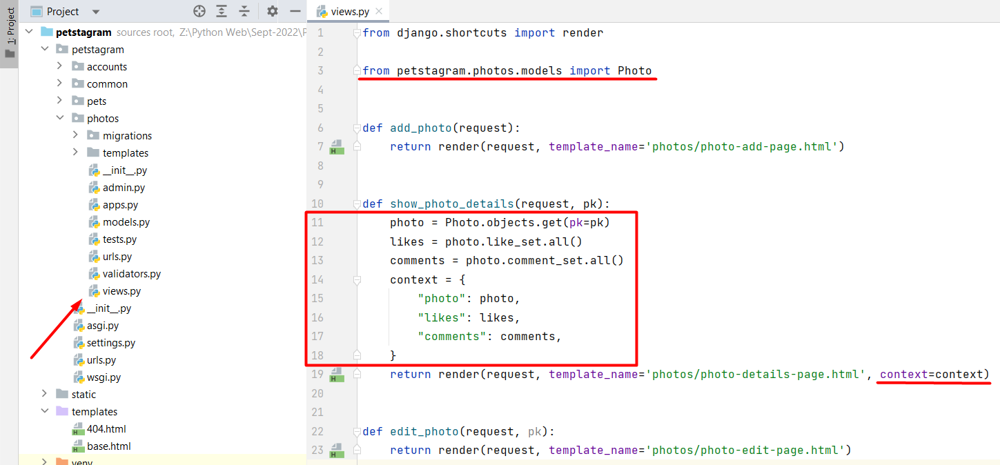 1: Project
Project
petstagram sources root, Z:\Python Web\Sept-2022\P
petstagram
accounts
common
pets
photos
migrations
templates
__init__.py
admin.py
apps.py
models.py
tests.py
urls.py
validators.py
views.py
__init__.py
asgi.py
settings.py
urls.py
wsgi.py
static
templates
404.html
base.html
venv
views.py
1 from django.shortcuts import render
2
3 from petstagram.photos.models import Photo
4
5
6 def add_photo(request):
7 H return render(request, template_name='photos/photo-add-page.html')
8
9
10 def show_photo_details(request, pk):
11 photo = Photo.objects.get(pk=pk)
12 likes = photo.like_set.all()
13 comments = photo.comment_set.all()
14 context = {
15 "photo": photo,
16 "likes": likes,
17 "comments": comments,
18 }
19 H return render(request, template_name='photos/photo-details-page.html', context=context)
20
21
22 def edit_photo(request, pk):
23 H return render(request, template_name='photos/photo-edit-page.html')